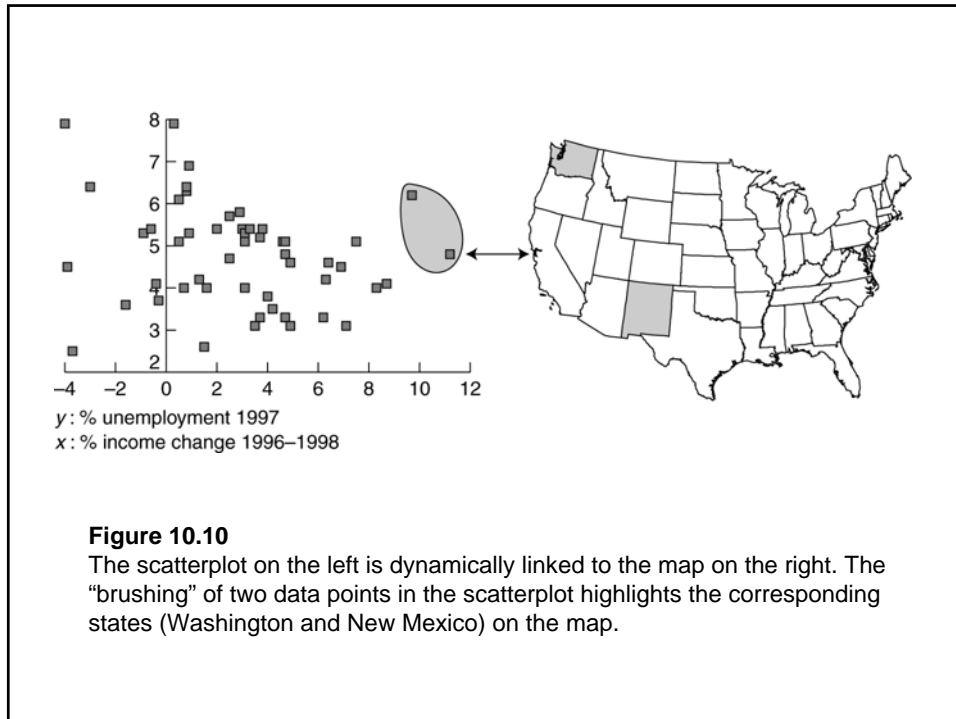 8
7
6
5
4
3
2
−4 −2 0 2 4 6 8 10 12
y : % unemployment 1997
x : % income change 1996–1998
Figure 10.10
The scatterplot on the left is dynamically linked to the map on the right. The
“brushing” of two data points in the scatterplot highlights the corresponding
states (Washington and New Mexico) on the map.